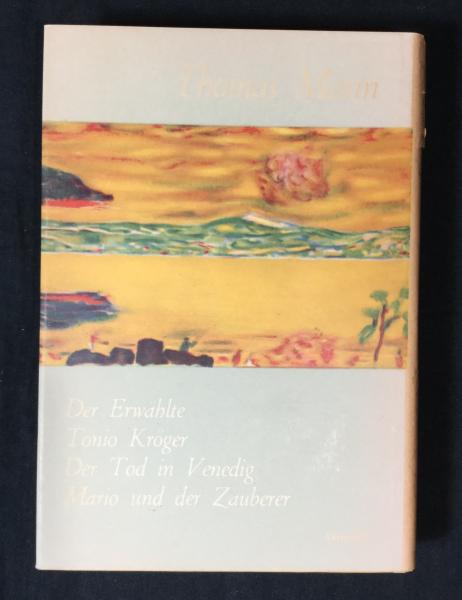 Thomas Mann
Der Erwählte
Tonio Kröger
Der Tod in Venedig
Mario und der Zauberer